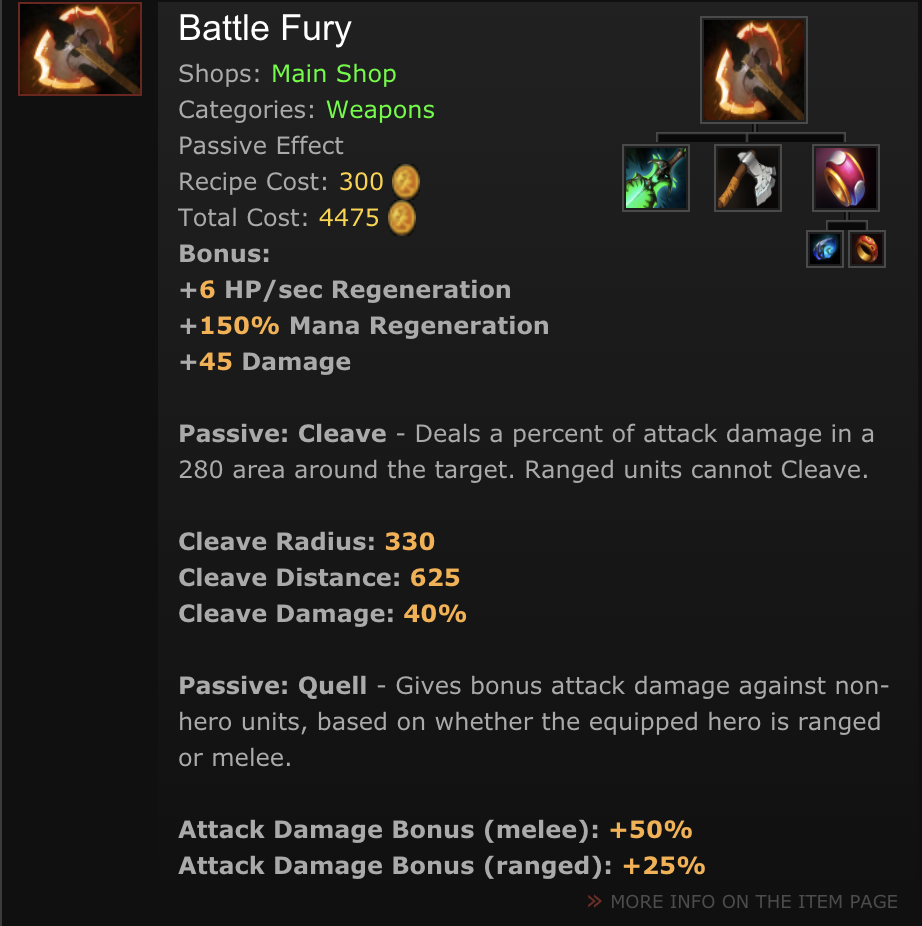 Battle Fury
Shops: Main Shop
Categories: Weapons
Passive Effect
Recipe Cost: 300
Total Cost: 4475
Bonus:
+6 HP/sec Regeneration
+150% Mana Regeneration
+45 Damage
Passive: Cleave - Deals a percent of attack damage in a
280 area around the target. Ranged units cannot Cleave.
Cleave Radius: 330
Cleave Distance: 625
Cleave Damage: 40%
Passive: Quell - Gives bonus attack damage against non-
hero units, based on whether the equipped hero is ranged
or melee.
Attack Damage Bonus (melee): +50%
Attack Damage Bonus (ranged): +25%
» MORE INFO ON THE ITEM PAGE